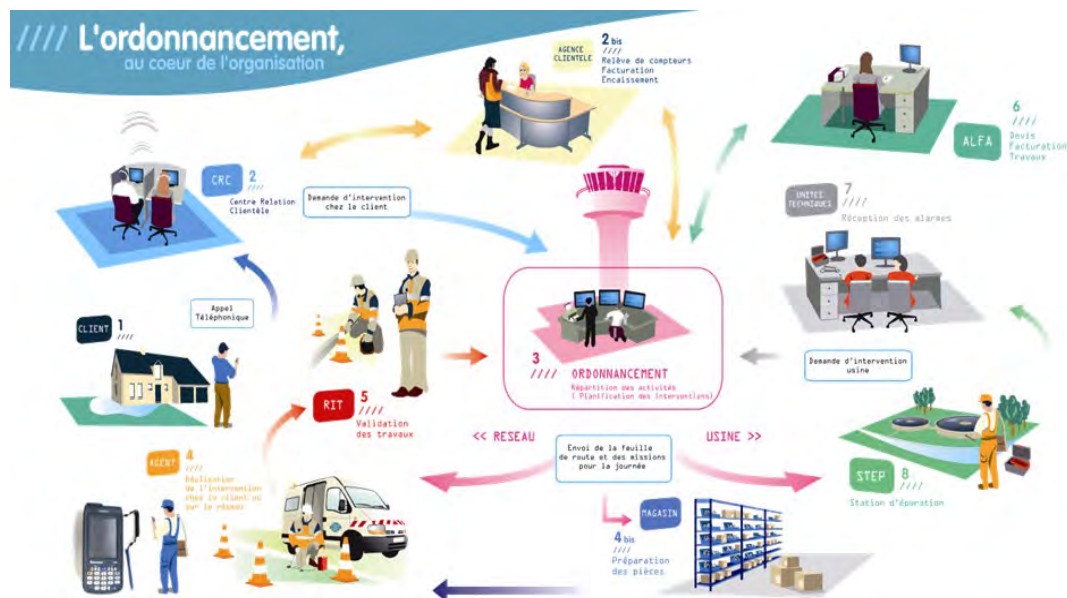 //// L'ordonnancement,
au coeur de l'organisation
AGENCE
CLIENTELE
2 bis
////
Relève de compteurs
Facturation
Encaissement
6
////
ALFA
Devis
Facturation
Travaux
CRC
2
////
Centre Relation
Clientèle
Demande d'intervention
chez le client
UNITES
TECHNIQUES
7
////
Réception des alarmes
Appel
Téléphonique
CLIENT
1
////
3
////
ORDONNANCEMENT
Répartition des activités
( Planification des interventions)
Demande d'intervention
usine
RIT
5
////
Validation
des travaux
<< RESEAU
USINE >>
Envoi de la feuille
de route et des missions
pour la journée
AGENT
4
////
Réalisation
de l'intervention
chez le client ou
sur le réseau
STEP
8
////
Station d'épuration
MAGASIN
4 bis
////
Préparation
des pièces